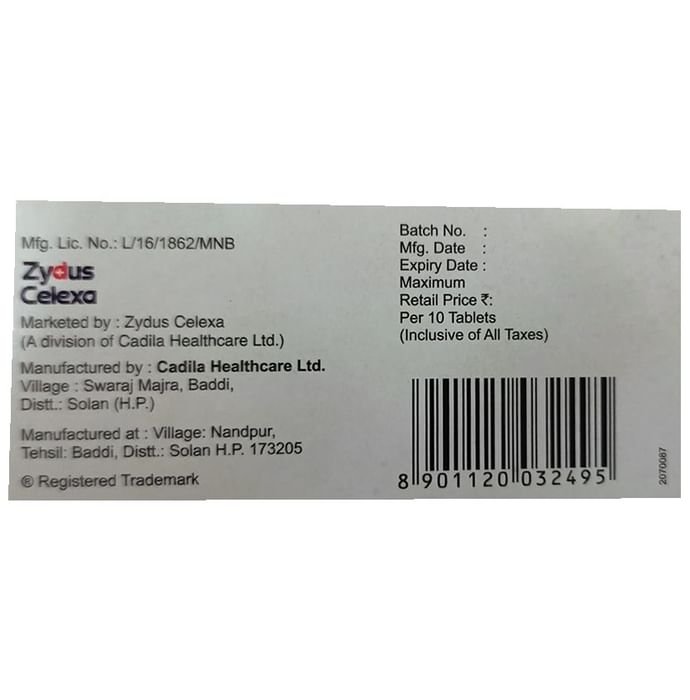 Mfg. Lic. No.: L/16/1862/MNB
Zydus
Celexa
Marketed by : Zydus Celexa
(A division of Cadila Healthcare Ltd.)
Manufactured by : Cadila Healthcare Ltd.
Village : Swaraj Majra, Baddi,
Distt.: Solan (H.P.)
Manufactured at : Village: Nandpur,
Tehsil: Baddi, Distt.: Solan H.P. 173205
® Registered Trademark
Batch No. :
Mfg. Date :
Expiry Date :
Maximum
Retail Price ₹:
Per 10 Tablets
(Inclusive of All Taxes)
8 901120 032495
2070087